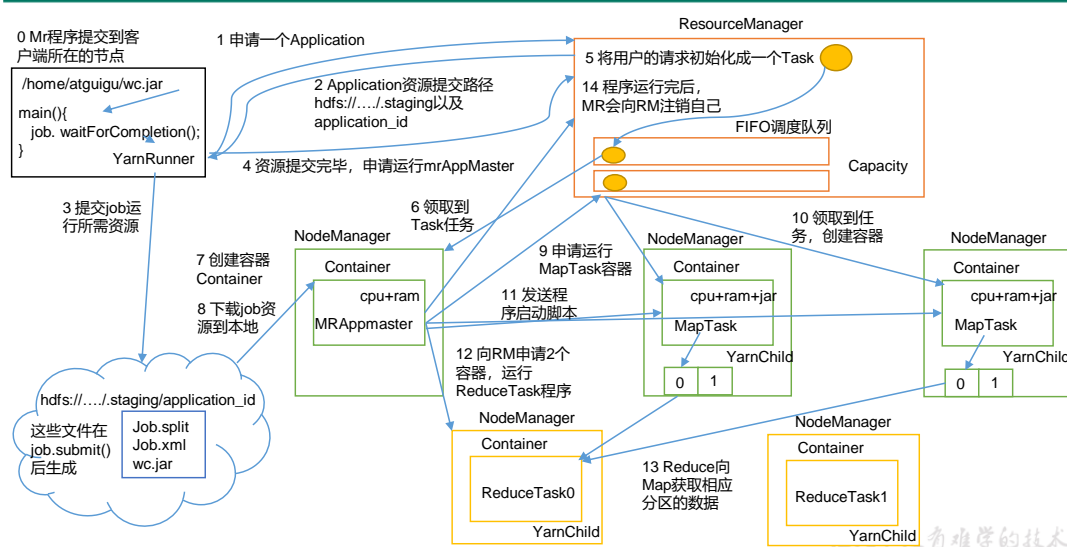 ResourceManager
0 Mr程序提交到客
户端所在的节点
/home/atguigu/wc.jar
main(){
job. waitForCompletion();
}
YarnRunner
1 申请一个Application
2 Application资源提交路径
hdfs://…./.staging以及
application_id
4 资源提交完毕，申请运行mrAppMaster
5 将用户的请求初始化成一个Task
14 程序运行完后，
MR会向RM注销自己
FIFO调度队列
Capacity
3 提交job运
行所需资源
6 领取到
Task任务
10 领取到任
务，创建容器
NodeManager
Container
cpu+ram
MRAppmaster
7 创建容器
Container
8 下载job资
源到本地
9 申请运行
MapTask容器
11 发送程
序启动脚本
NodeManager
Container
cpu+ram+jar
MapTask
YarnChild
0 1
NodeManager
Container
cpu+ram+jar
MapTask
YarnChild
0 1
12 向RM申请2个
容器，运行
ReduceTask程序
hdfs://…./.staging/application_id
这些文件在
job.submit()
后生成
Job.split
Job.xml
wc.jar
NodeManager
Container
ReduceTask0
YarnChild
13 Reduce向
Map获取相应
分区的数据
NodeManager
Container
ReduceTask1
YarnChild
有难学的技术